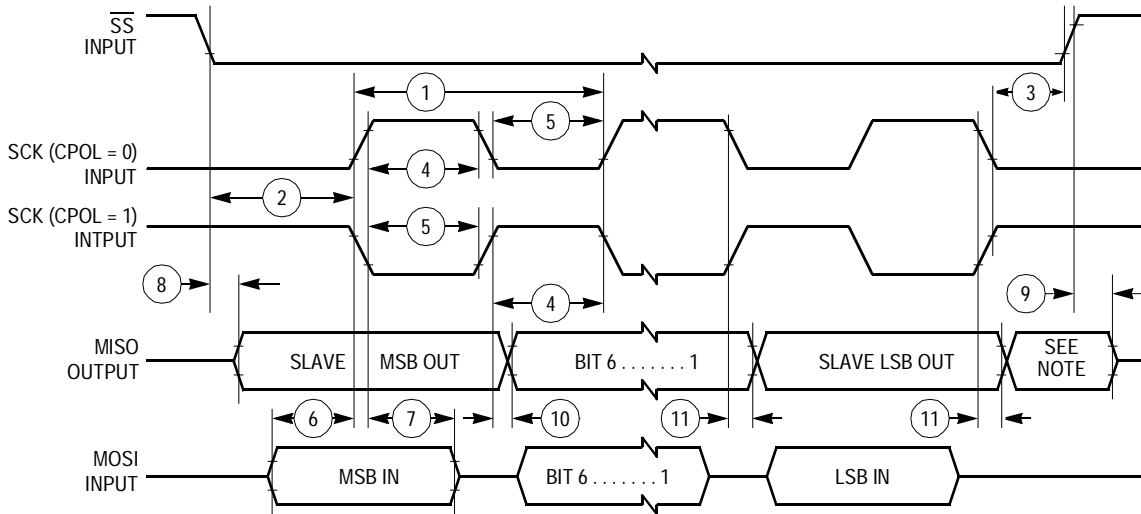 SS
INPUT
1
3
5
SCK (CPOL = 0)
INPUT
4
2
SCK (CPOL = 1)
INTPUT
5
8
9
4
MISO
OUTPUT
SLAVE MSB OUT
BIT 6 . . . . . . . 1
SLAVE LSB OUT
SEE
NOTE
6
7
10
11
11
MOSI
INPUT
MSB IN
BIT 6 . . . . . . . 1
LSB IN